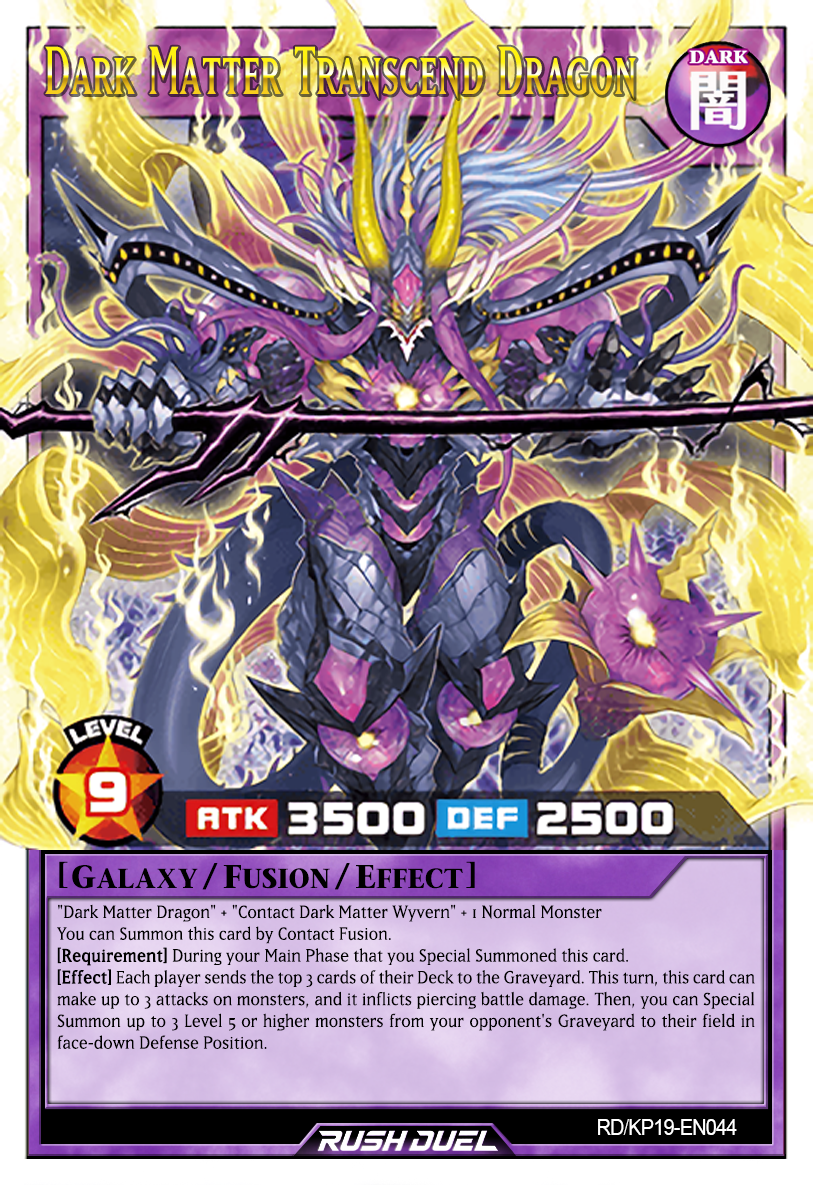 DARK MATTER TRANSCEND DRAGON
DARK
闇
LEVEL
9
ATK 3500 DEF 2500
[GALAXY / FUSION / EFFECT]
"Dark Matter Dragon" + "Contact Dark Matter Wyvern" + 1 Normal Monster
You can Summon this card by Contact Fusion.
[Requirement] During your Main Phase that you Special Summoned this card.
[Effect] Each player sends the top 3 cards of their Deck to the Graveyard. This turn, this card can
make up to 3 attacks on monsters, and it inflicts piercing battle damage. Then, you can Special
Summon up to 3 Level 5 or higher monsters from your opponent's Graveyard to their field in
face-down Defense Position.
RD/KP19-EN044
RUSH DUEL